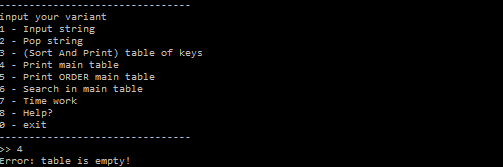 --------------------------------
input your variant
1 - Input string
2 - Pop string
3 - (Sort And Print) table of keys
4 - Print main table
5 - Print ORDER main table
6 - Search in main table
7 - Time work
8 - Help?
0 - exit
--------------------------------
>> 4
Error: table is empty!